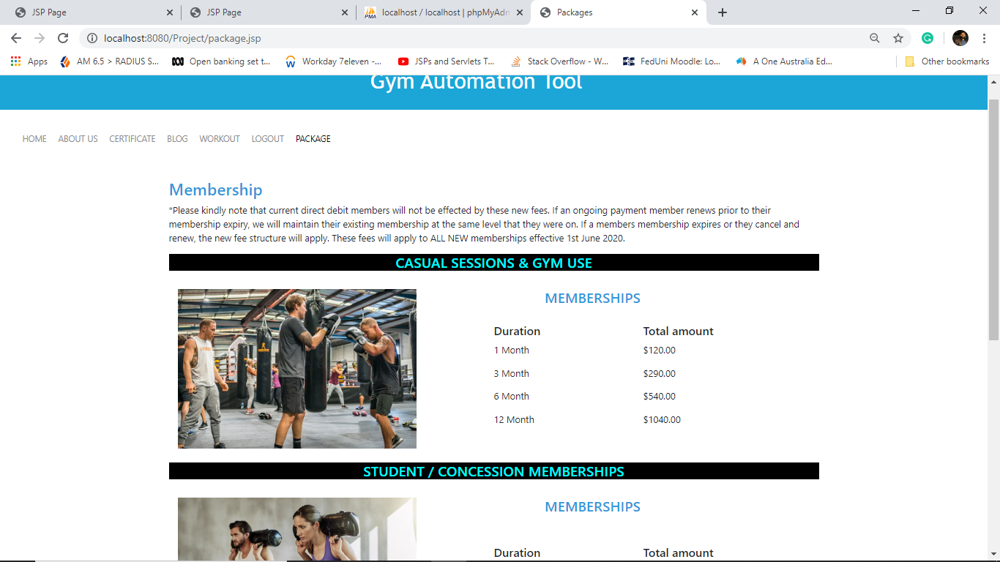 JSP Page
JSP Page
PMA localhost / localhost | phpMyAdr
Packages
localhost:8080/Project/package.jsp
Apps AM 6.5 > RADIUS S... Open banking set t... Workday 7eleven -... JSPs and Servlets T... Stack Overflow - W... FedUni Moodle: Lo... A One Australia Ed... Other bookmarks
Gym Automation Tool
HOME ABOUT US CERTIFICATE BLOG WORKOUT LOGOUT PACKAGE
Membership
*Please kindly note that current direct debit members will not be effected by these new fees. If an ongoing payment member renews prior to their
membership expiry, we will maintain their existing membership at the same level that they were on. If a members membership expires or they cancel and
renew, the new fee structure will apply. These fees will apply to ALL NEW memberships effective 1st June 2020.
CASUAL SESSIONS & GYM USE
MEMBERSHIPS
Duration Total amount
1 Month $120.00
3 Month $290.00
6 Month $540.00
12 Month $1040.00
STUDENT / CONCESSION MEMBERSHIPS
MEMBERSHIPS
Duration Total amount